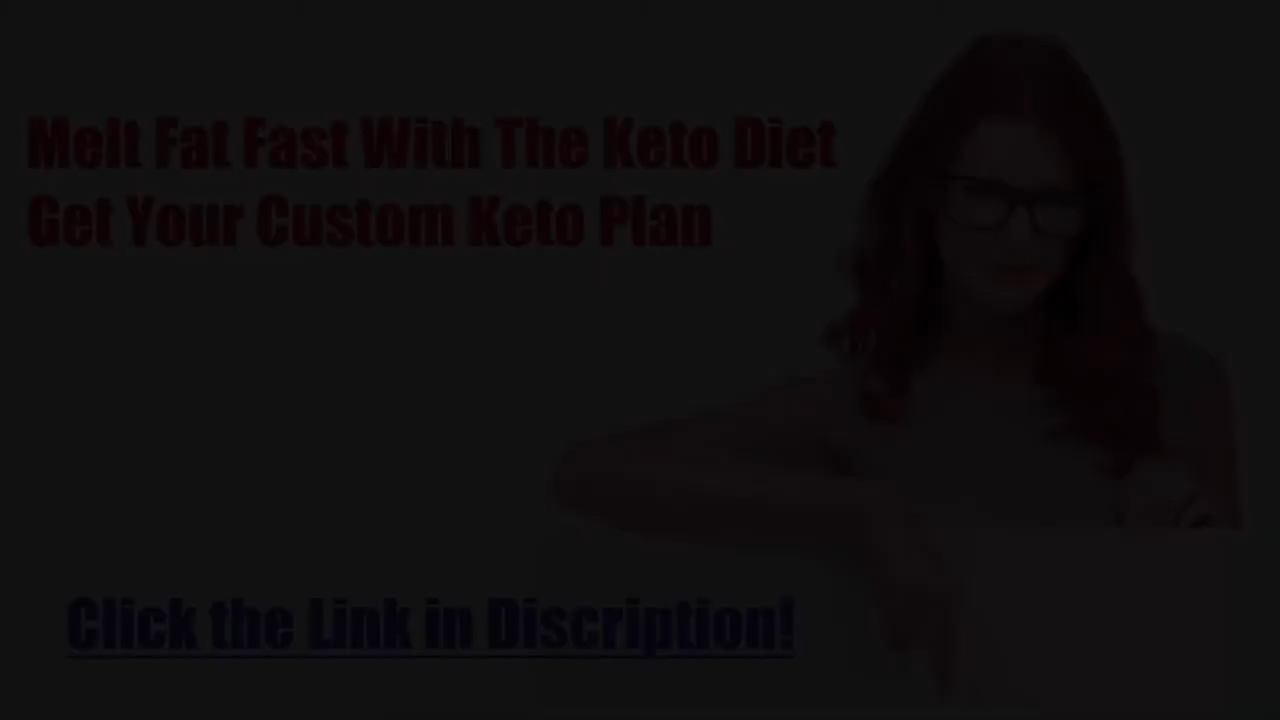 Melt Fat Fast With The Keto Diet
Get Your Custom Keto Plan
Click the Link in Discription!